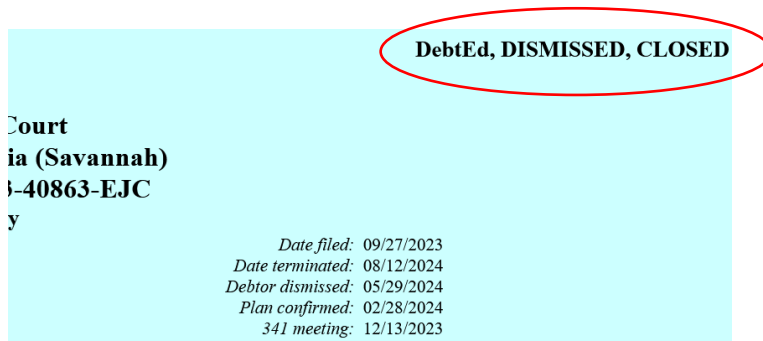 DebtEd, DISMISSED, CLOSED
Court
ia (Savannah)
3-40863-EJC
y
Date filed: 09/27/2023
Date terminated: 08/12/2024
Debtor dismissed: 05/29/2024
Plan confirmed: 02/28/2024
341 meeting: 12/13/2023